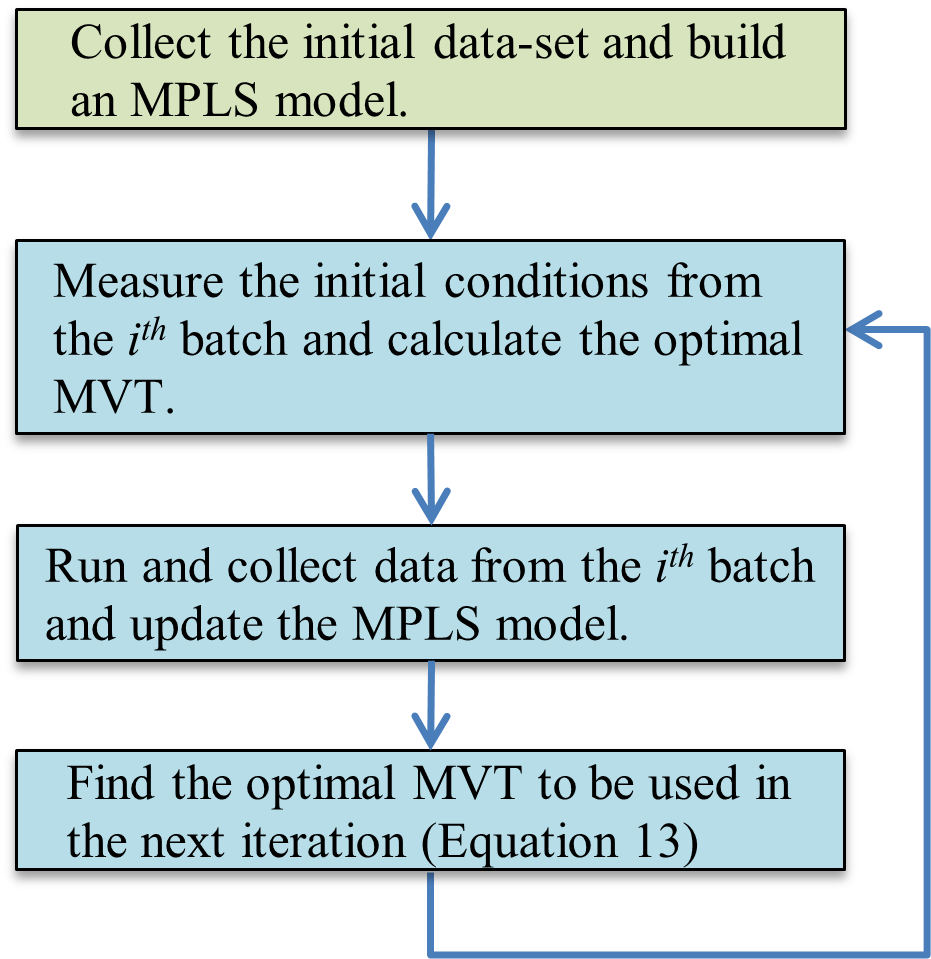 Collect the initial data-set and build
an MPLS model.
Measure the initial conditions from
the i^th batch and calculate the optimal
MVT.
Run and collect data from the i^th batch
and update the MPLS model.
Find the optimal MVT to be used in
the next iteration (Equation 13)